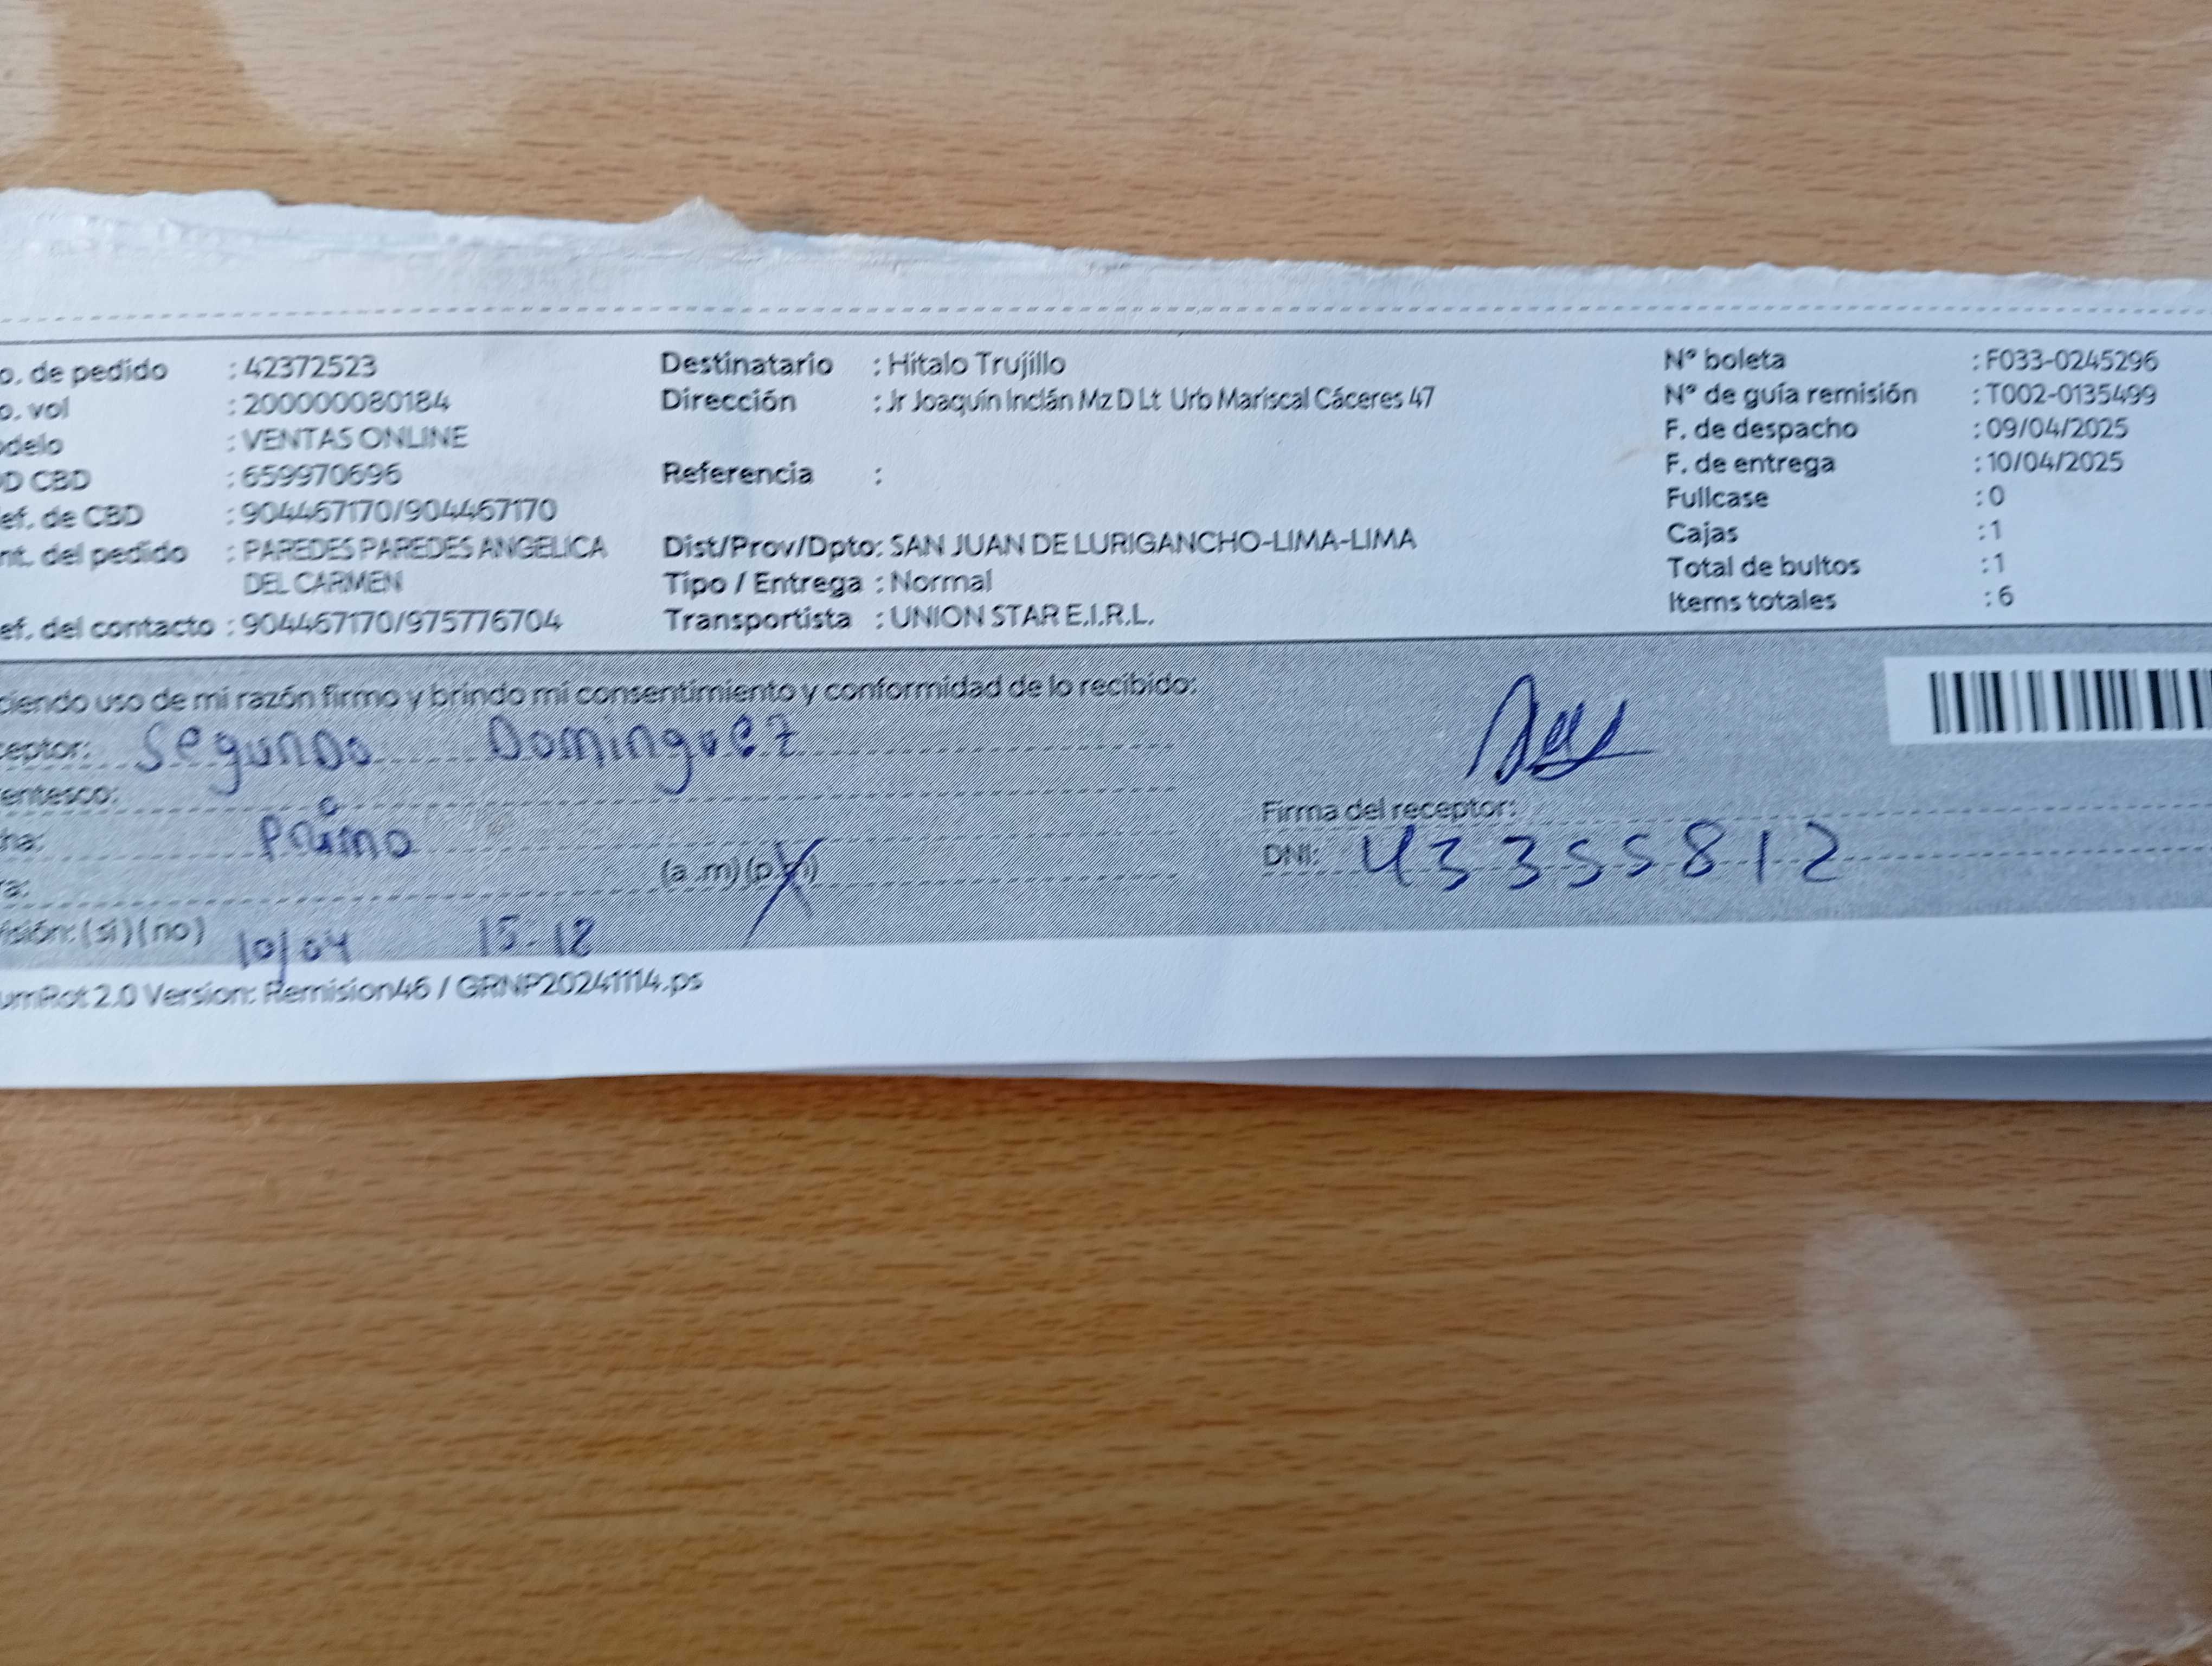 o. de pedido : 42372523 Destinatario : Hitalo Trujillo Nº boleta : F033-0245296
o. vol : 200000080184 Dirección : Jr Joaquín Inclán Mz D Lt Urb Mariscal Cáceres 47 Nº de guía remisión : T002-0135499
odelo : VENTAS ONLINE F. de despacho : 09/04/2025
D CBD : 659970696 Referencia : F. de entrega : 10/04/2025
ef. de CBD : 904467170/904467170 Fullcase : 0
nt. del pedido : PAREDES PAREDES ANGELICA Dist/Prov/Dpto: SAN JUAN DE LURIGANCHO-LIMA-LIMA Cajas : 1
DEL CARMEN Tipo / Entrega : Normal Total de bultos : 1
ef. del contacto : 904467170/975776704 Transportista : UNION STAR E.I.R.L. Items totales : 6
ciendo uso de mi razón firmo y brindo mi consentimiento y conformidad de lo recibido:
ceptor: Segundo Dominguez
entesco:
Firma del receptor:
ha: Primo
DNI: 43355812
ra: (a .m)(p.m)
isión: (si)(no) 10/04 15:18
umRot 2.0 Version: Remision46 / GRNP20241114.ps